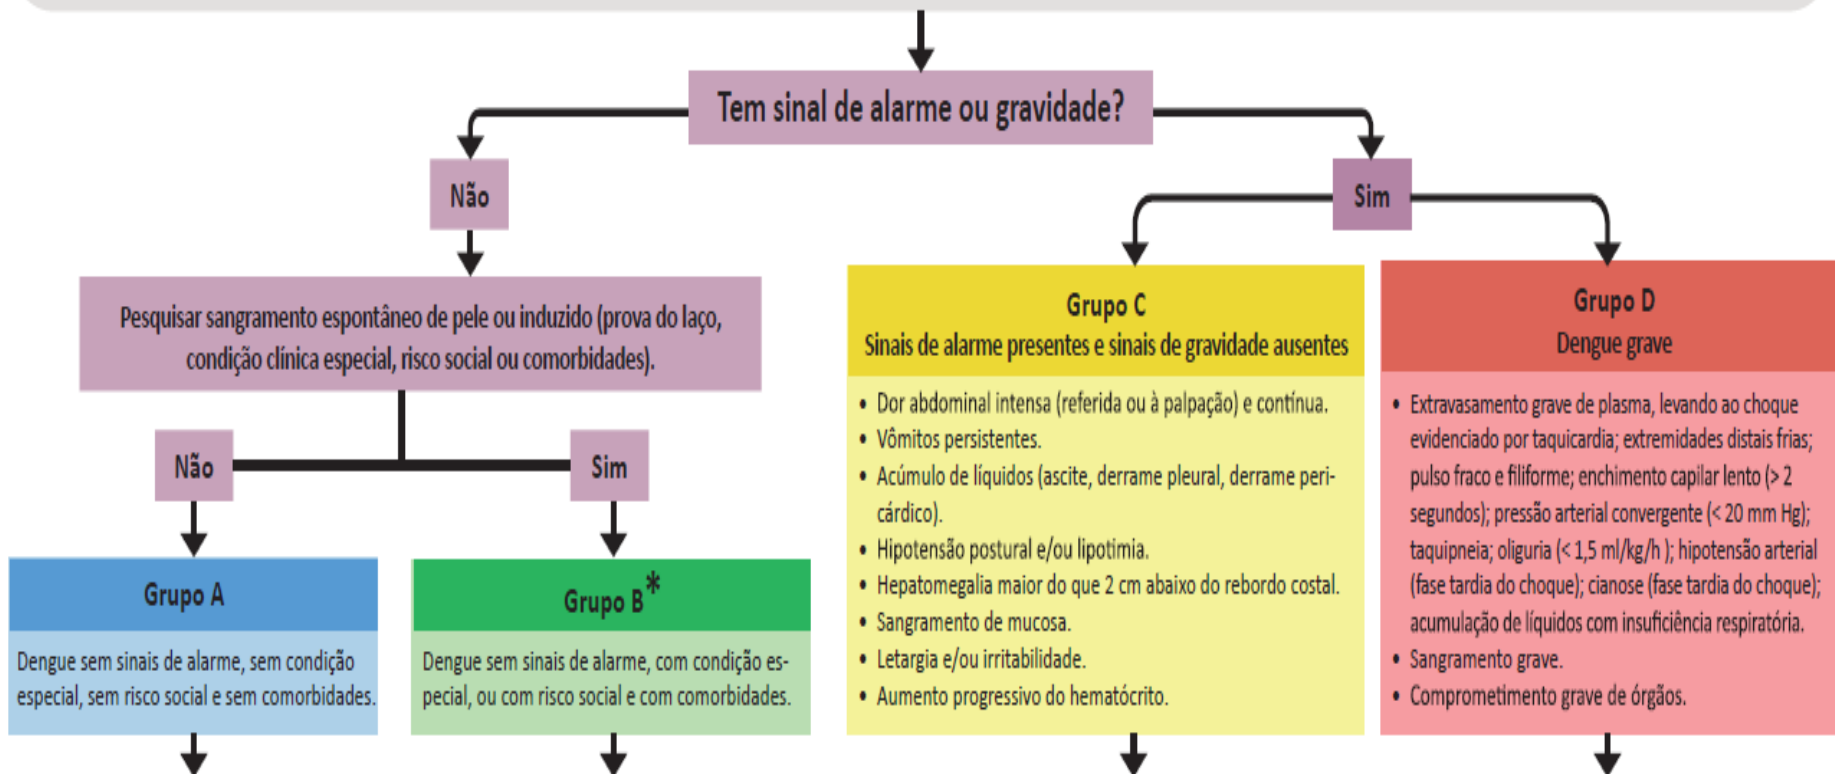 Tem sinal de alarme ou gravidade?
Não
Sim
Pesquisar sangramento espontâneo de pele ou induzido (prova do laço,
condição clínica especial, risco social ou comorbidades).
Não
Sim
Grupo A
Dengue sem sinais de alarme, sem condição
especial, sem risco social e sem comorbidades.
Grupo B*
Dengue sem sinais de alarme, com condição es-
pecial, ou com risco social e com comorbidades.
Grupo C
Sinais de alarme presentes e sinais de gravidade ausentes
• Dor abdominal intensa (referida ou à palpação) e contínua.
• Vômitos persistentes.
• Acúmulo de líquidos (ascite, derrame pleural, derrame peri-
cárdico).
• Hipotensão postural e/ou lipotimia.
• Hepatomegalia maior do que 2 cm abaixo do rebordo costal.
• Sangramento de mucosa.
• Letargia e/ou irritabilidade.
• Aumento progressivo do hematócrito.
Grupo D
Dengue grave
• Extravasamento grave de plasma, levando ao choque
evidenciado por taquicardia; extremidades distais frias;
pulso fraco e filiforme; enchimento capilar lento (> 2
segundos); pressão arterial convergente (< 20 mm Hg);
taquipneia; oliguria (< 1,5 ml/kg/h ); hipotensão arterial
(fase tardia do choque); cianose (fase tardia do choque);
acumulação de líquidos com insuficiência respiratória.
• Sangramento grave.
• Comprometimento grave de órgãos.